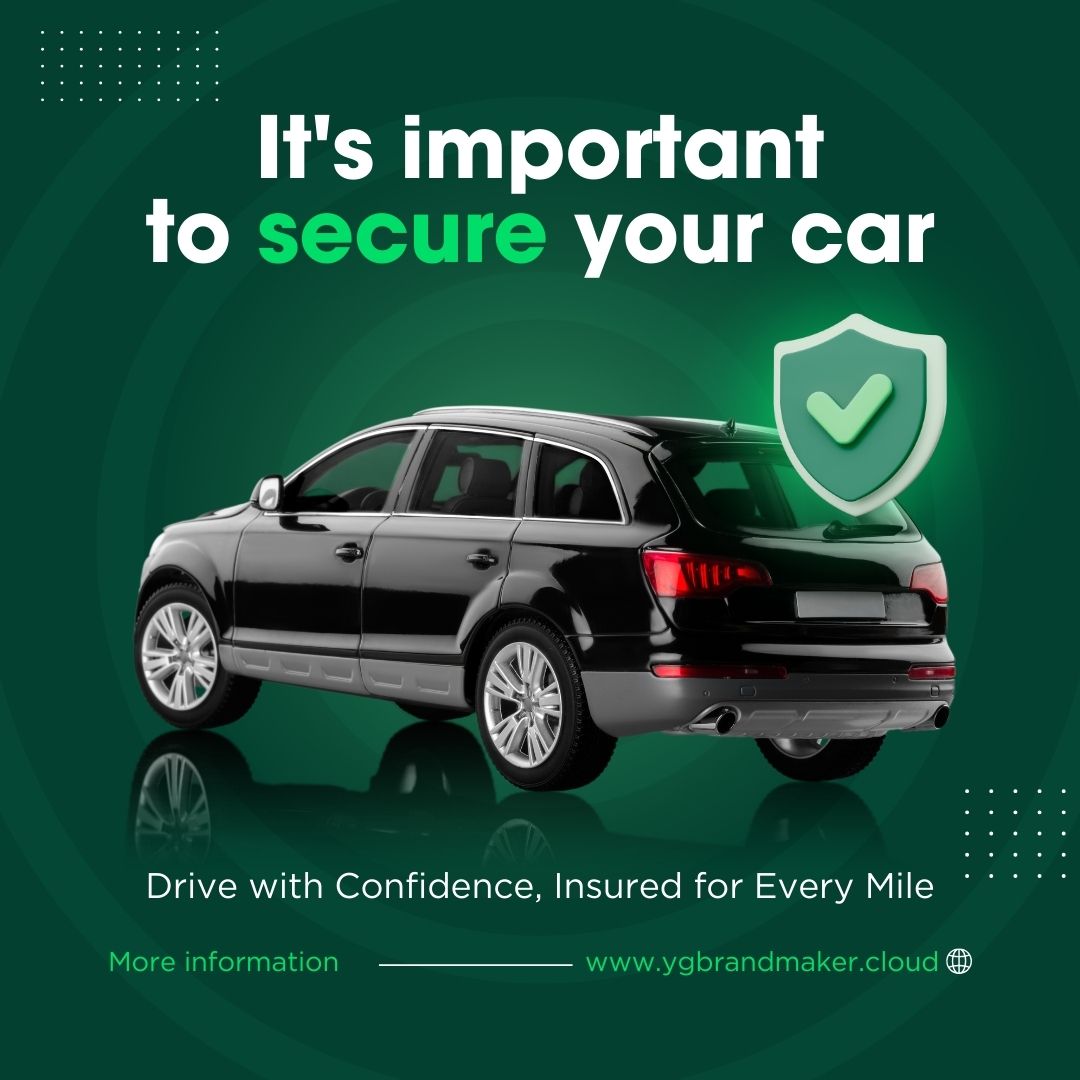 It's important
to secure your car
Drive with Confidence, Insured for Every Mile
More information
www.ygbrandmaker.cloud